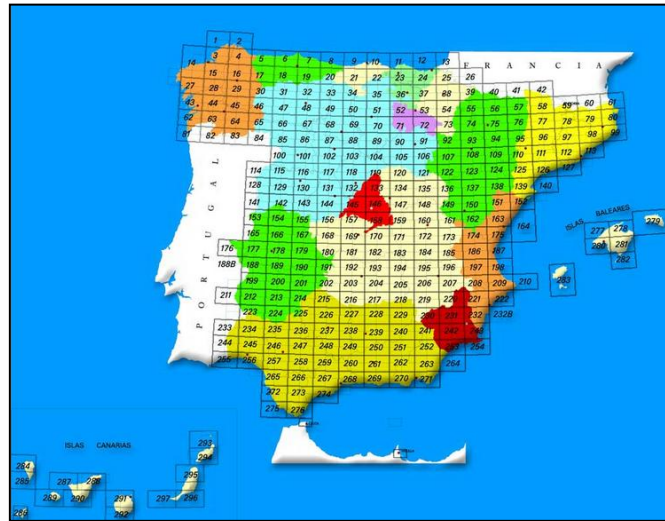 1 2
3 4 5 6 7 8 9 10 11 12 13
14 15 16 17 18 19 20 21 22 23 24 25 26
FRANCIA
27 28 29 30 31 32 33 34 35 36 37 88 39 40 41 42
43 44 45 46 47 48 49 50 51 52 53 54 55 56 57 58 59 60 61
62 63 64 65 66 67 68 69 70 71 72 73 74 75 76 77 78 79 80
81 82 83 84 85 86 87 88 89 90 91 92 93 94 95 96 97 98 99
100 101 102 103 104 105 106 107 108 109 110 111 112 113
114 115 116 117 118 119 120 121 122 123 124 125 126 127
128 129 130 131 132 133 134 135 136 137 138 139 140
141 142 143 144 145 146 147 148 149 150 151 152
153 154 155 156 157 158 159 160 161 162 163 164
165 166 167 168 169 170 171 172 173 174 175
176 177 178 179 180 181 182 183 184 185 186 187
188B 188 189 190 191 192 193 194 195 196 197 198
199 200 201 202 203 204 205 206 207 208 209 210
211 212 213 214 215 216 217 218 219 220 221 222
223 224 225 226 227 228 229 230 231 232 232B
233 234 235 236 237 238 239 240 241 242 243
244 245 246 247 248 249 250 251 252 253 254
255 256 257 258 259 260 261 262 263 264
265 266 267 268 269 270 271
272 273 274
275 276
PORTUGAL
ISLAS BALEARES
277 278 279
280 281
282
283
ISLAS CANARIAS
284 285
286
287 288
289 290
291
292
293
294
295
297 296